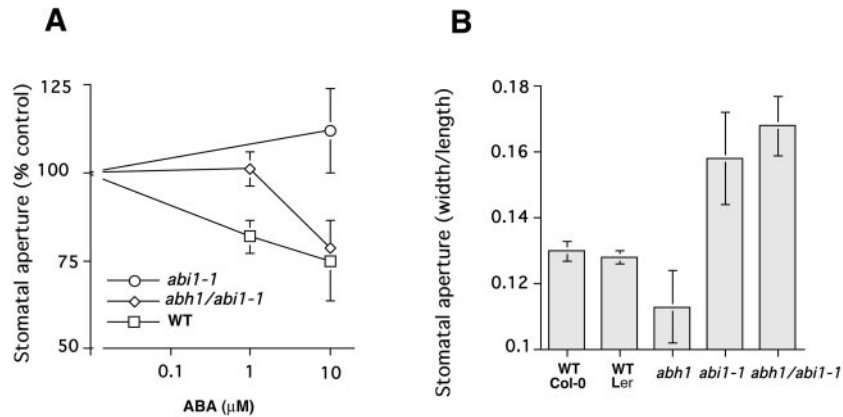 A
Stomatal aperture (% control)
125
100
75
50
abi1-1
abh1/abi1-1
WT
0.1
1
10
ABA (μM)
B
Stomatal aperture (width/length)
0.18
0.16
0.14
0.12
0.1
WT
Col-0
WT
Ler
abh1
abi1-1
abh1/abi1-1